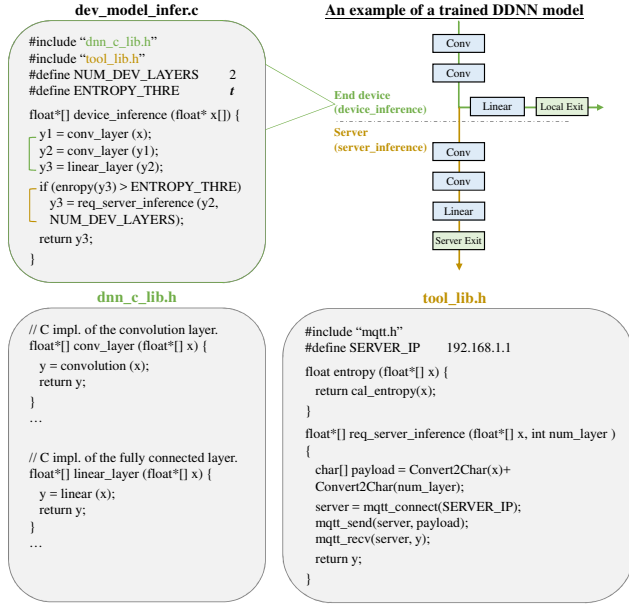 dev_model_infer.c
#include “dnn_c_lib.h”
#include “tool_lib.h”
#define NUM_DEV_LAYERS 2
#define ENTROPY_THRE t
float*[] device_inference (float* x[]) {
y1 = conv_layer (x);
y2 = conv_layer (y1);
y3 = linear_layer (y2);
if (enropy(y3) > ENTROPY_THRE)
y3 = req_server_inference (y2,
NUM_DEV_LAYERS);
return y3;
}
An example of a trained DDNN model
Conv
Conv
End device
(device_inference)
Linear
Local Exit
Server
(server_inference)
Conv
Conv
Linear
Server Exit
dnn_c_lib.h
// C impl. of the convolution layer.
float*[] conv_layer (float*[] x) {
y = convolution (x);
return y;
}
…
// C impl. of the fully connected layer.
float*[] linear_layer (float*[] x) {
y = linear (x);
return y;
}
…
tool_lib.h
#include “mqtt.h”
#define SERVER_IP 192.168.1.1
float entropy (float*[] x) {
return cal_entropy(x);
}
float*[] req_server_inference (float*[] x, int num_layer )
{
char[] payload = Convert2Char(x)+
Convert2Char(num_layer);
server = mqtt_connect(SERVER_IP);
mqtt_send(server, payload);
mqtt_recv(server, y);
return y;
}